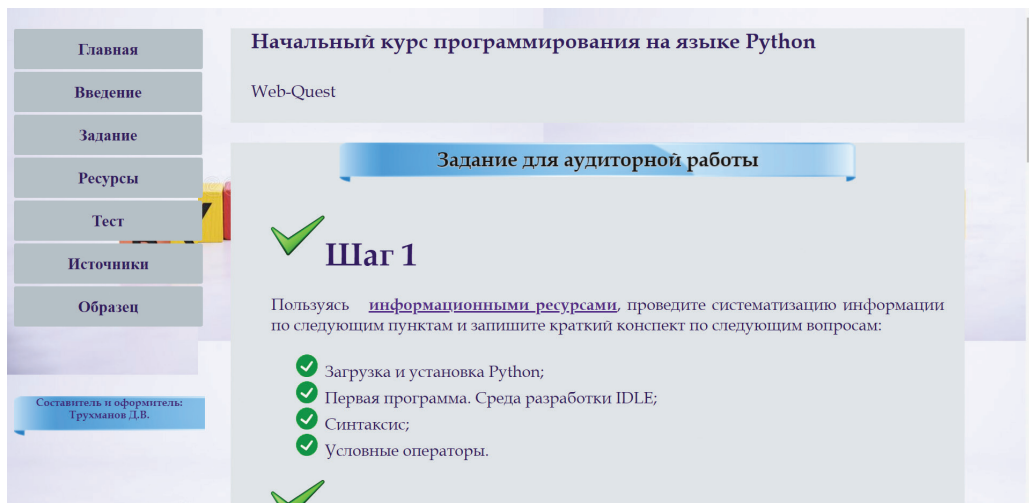 Главная
Введение
Задание
Ресурсы
Тест
Источники
Образец
Составитель и оформитель:
Трухманов Д.В.
Начальный курс программирования на языке Python
Web-Quest
Задание для аудиторной работы
Шаг 1
Пользуясь информационными ресурсами, проведите систематизацию информации
по следующим пунктам и запишите краткий конспект по следующим вопросам:
Загрузка и установка Python;
Первая программа. Среда разработки IDLE;
Синтаксис;
Условные операторы.